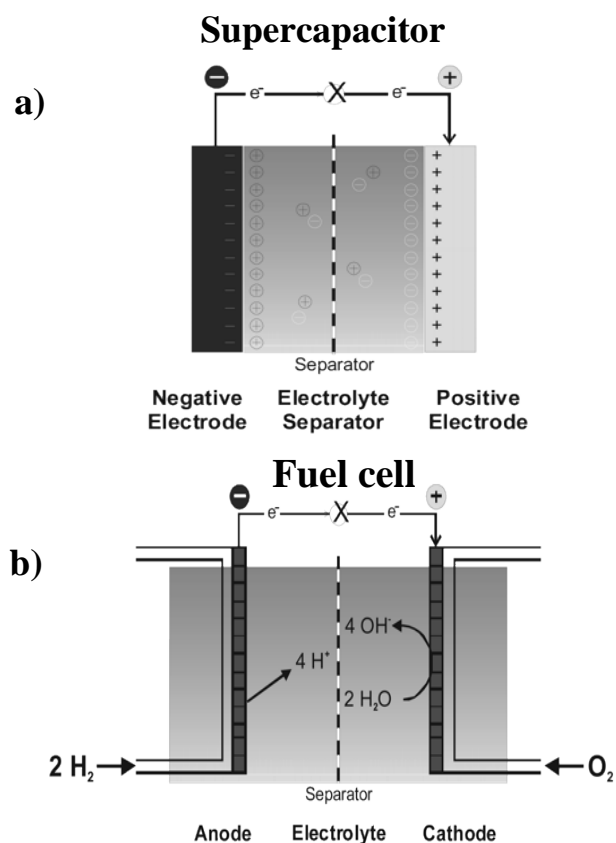 Supercapacitor
a)
− +
e⁻ X e⁻
Separator
Negative Electrode
Electrolyte Separator
Positive Electrode
Fuel cell
− +
e⁻ X e⁻
b)
4 OH⁻
4 H⁺
2 H₂O
2 H₂ O₂
Separator
Anode Electrolyte Cathode